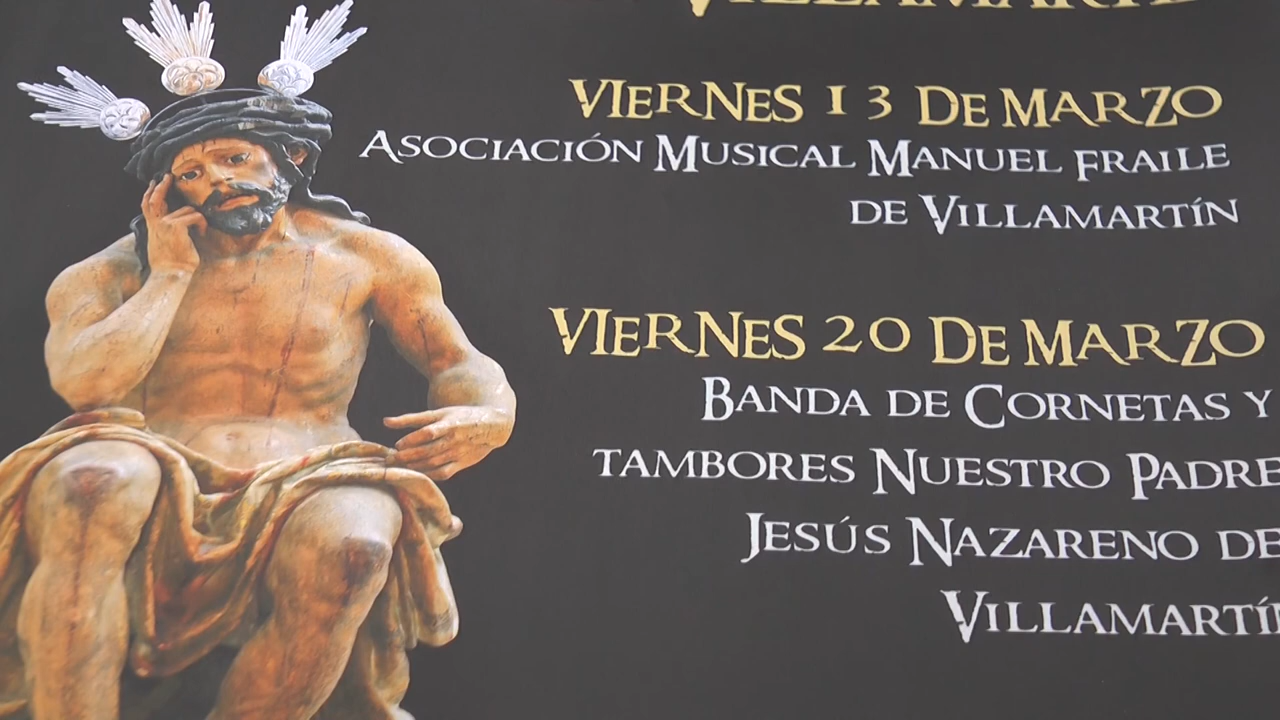 VIERNES 13 DE MARZO
ASOCIACIÓN MUSICAL MANUEL FRAILE
DE VILLAMARTÍN
VIERNES 20 DE MARZO
BANDA DE CORNETAS Y
TAMBORES NUESTRO PADRE
JESÚS NAZARENO DE